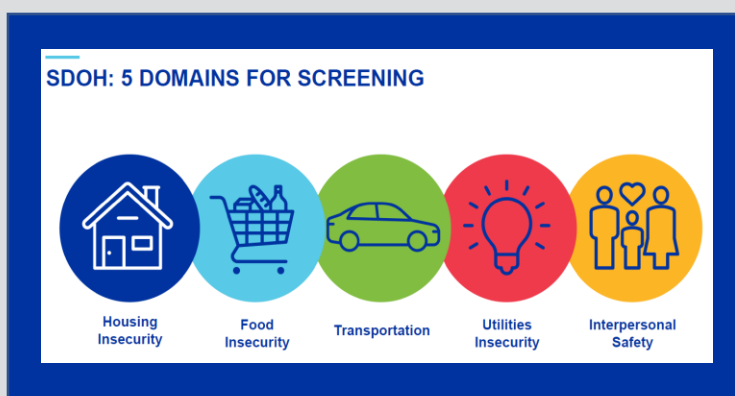 SDOH: 5 DOMAINS FOR SCREENING
Housing
Insecurity
Food
Insecurity
Transportation
Utilities
Insecurity
Interpersonal
Safety